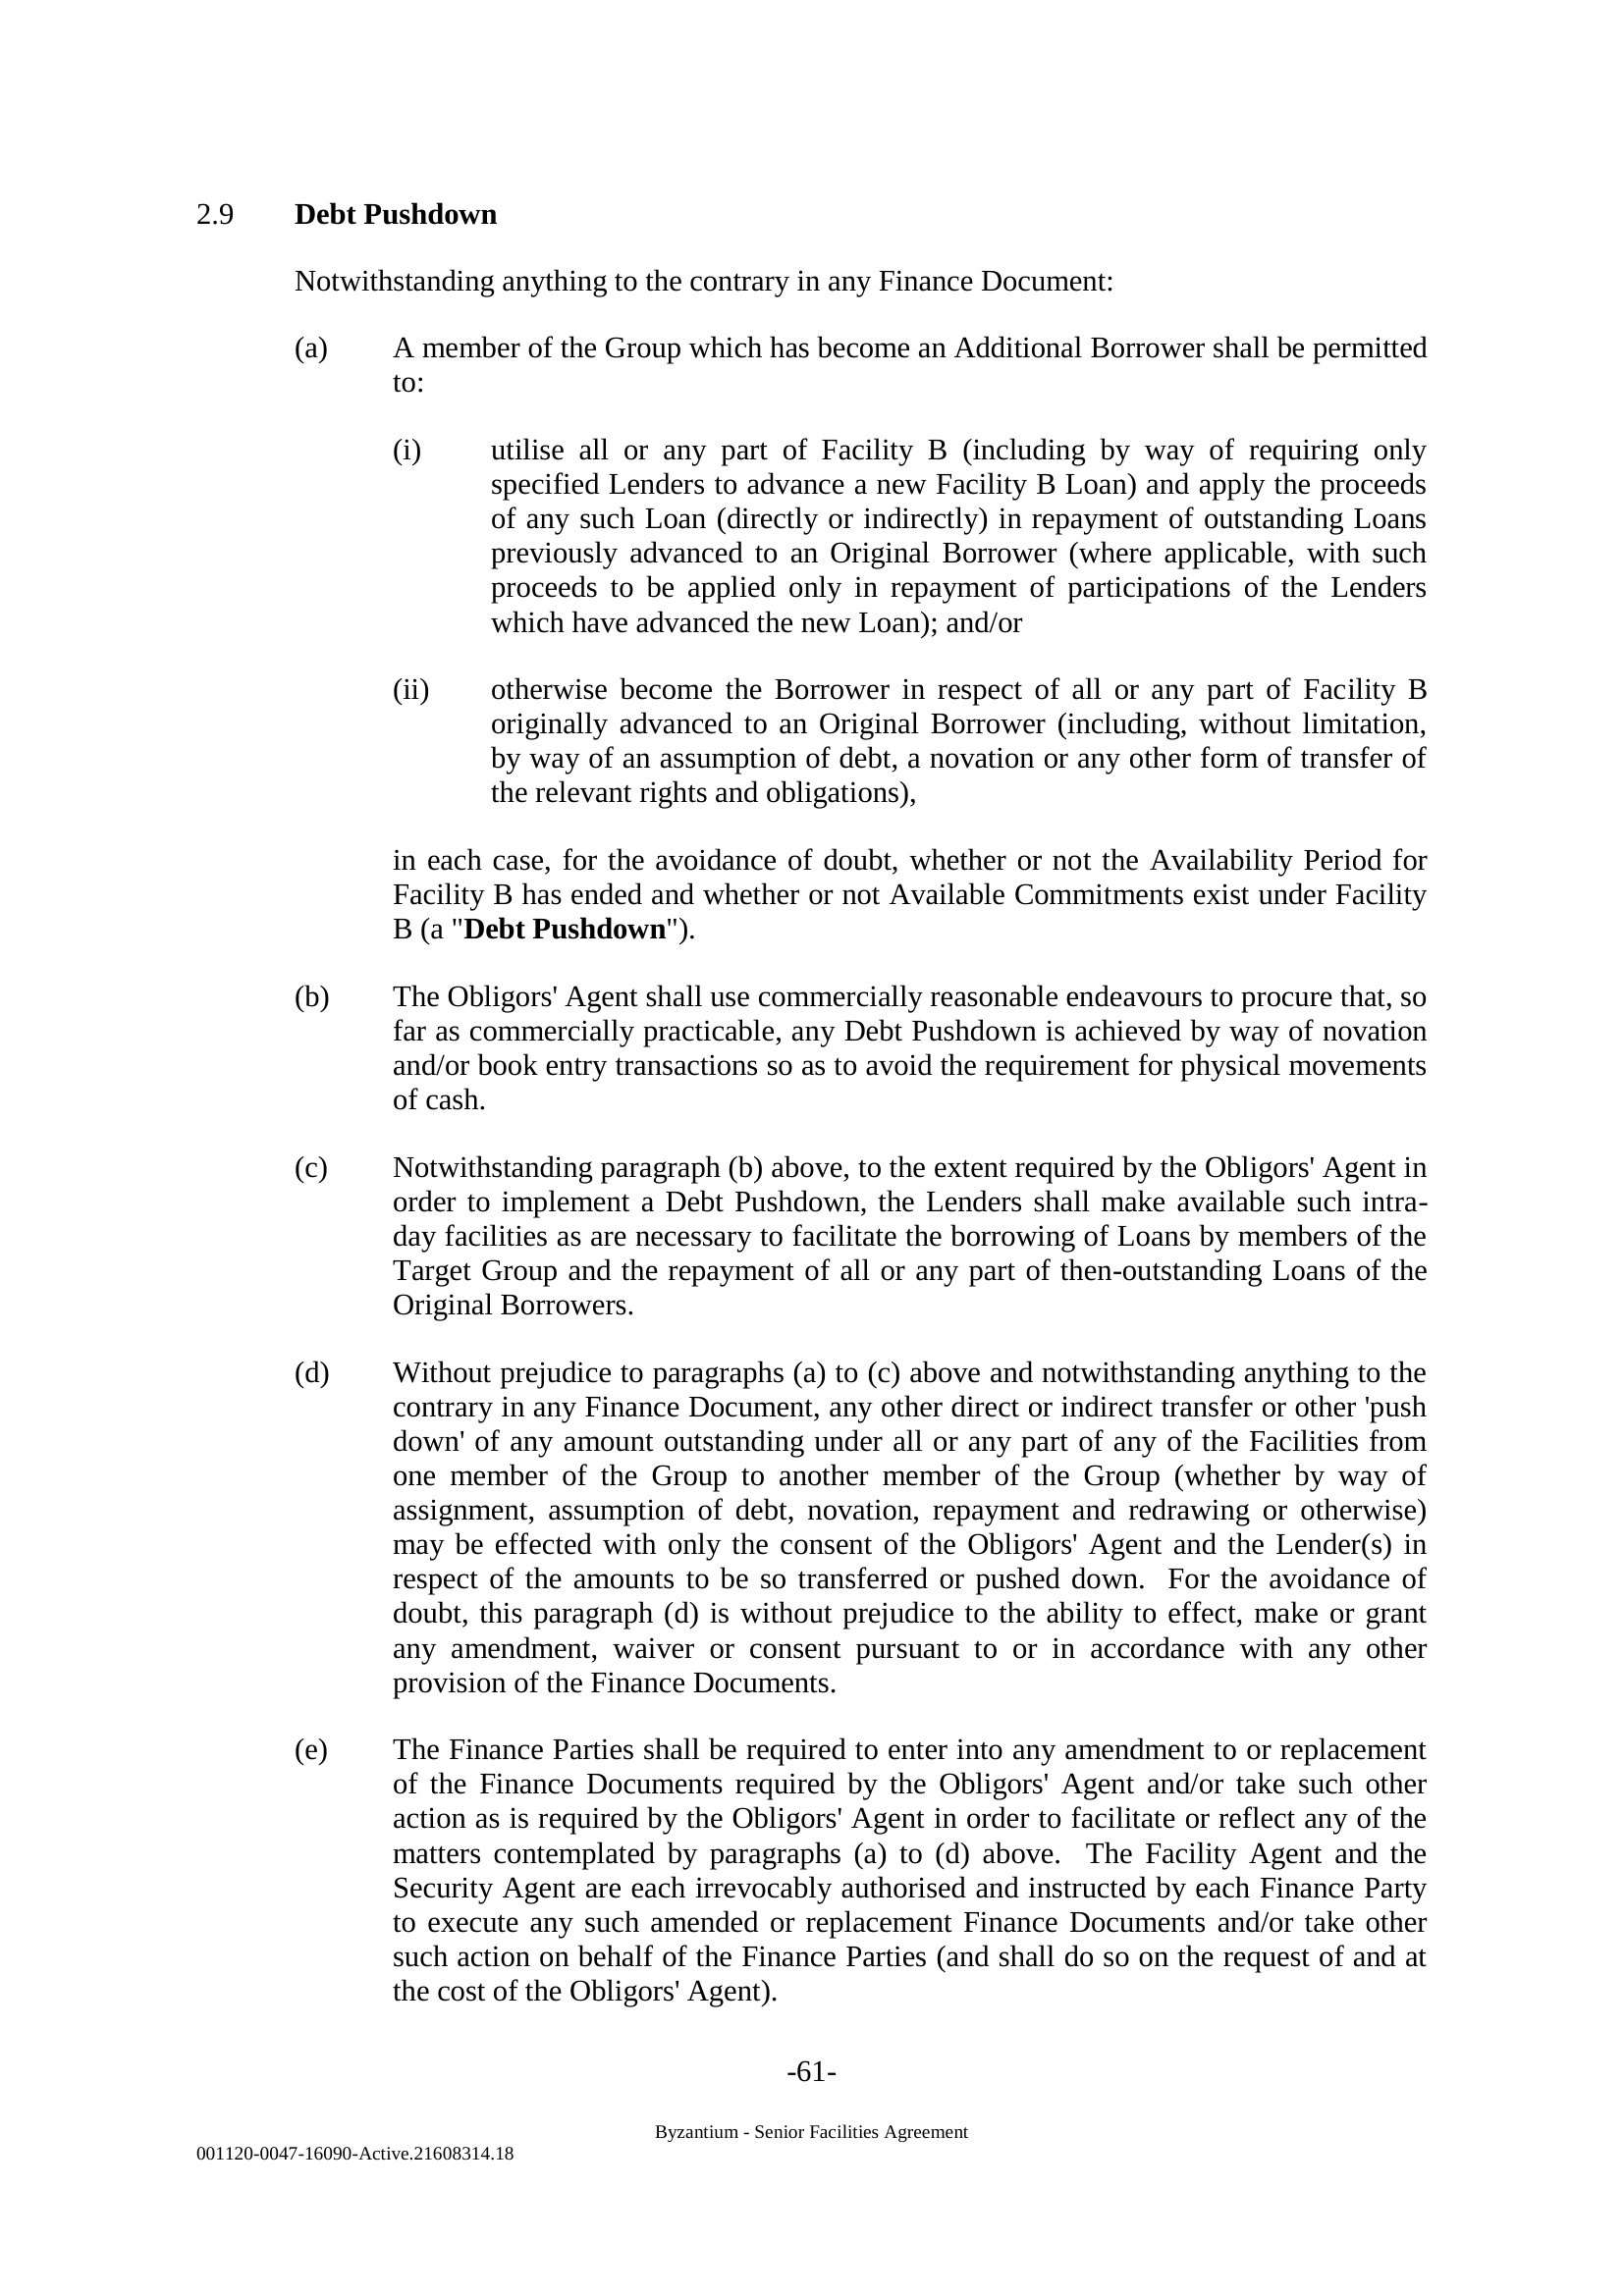 2.9 Debt Pushdown
Notwithstanding anything to the contrary in any Finance Document:
(a) A member of the Group which has become an Additional Borrower shall be permitted
to:
(i) utilise all or any part of Facility B (including by way of requiring only
specified Lenders to advance a new Facility B Loan) and apply the proceeds
of any such Loan (directly or indirectly) in repayment of outstanding Loans
previously advanced to an Original Borrower (where applicable, with such
proceeds to be applied only in repayment of participations of the Lenders
which have advanced the new Loan); and/or
(ii) otherwise become the Borrower in respect of all or any part of Facility B
originally advanced to an Original Borrower (including, without limitation,
by way of an assumption of debt, a novation or any other form of transfer of
the relevant rights and obligations),
in each case, for the avoidance of doubt, whether or not the Availability Period for
Facility B has ended and whether or not Available Commitments exist under Facility
B (a "Debt Pushdown").
(b) The Obligors' Agent shall use commercially reasonable endeavours to procure that, so
far as commercially practicable, any Debt Pushdown is achieved by way of novation
and/or book entry transactions so as to avoid the requirement for physical movements
of cash.
(c) Notwithstanding paragraph (b) above, to the extent required by the Obligors' Agent in
order to implement a Debt Pushdown, the Lenders shall make available such intra-
day facilities as are necessary to facilitate the borrowing of Loans by members of the
Target Group and the repayment of all or any part of then-outstanding Loans of the
Original Borrowers.
(d) Without prejudice to paragraphs (a) to (c) above and notwithstanding anything to the
contrary in any Finance Document, any other direct or indirect transfer or other 'push
down' of any amount outstanding under all or any part of any of the Facilities from
one member of the Group to another member of the Group (whether by way of
assignment, assumption of debt, novation, repayment and redrawing or otherwise)
may be effected with only the consent of the Obligors' Agent and the Lender(s) in
respect of the amounts to be so transferred or pushed down. For the avoidance of
doubt, this paragraph (d) is without prejudice to the ability to effect, make or grant
any amendment, waiver or consent pursuant to or in accordance with any other
provision of the Finance Documents.
(e) The Finance Parties shall be required to enter into any amendment to or replacement
of the Finance Documents required by the Obligors' Agent and/or take such other
action as is required by the Obligors' Agent in order to facilitate or reflect any of the
matters contemplated by paragraphs (a) to (d) above. The Facility Agent and the
Security Agent are each irrevocably authorised and instructed by each Finance Party
to execute any such amended or replacement Finance Documents and/or take other
such action on behalf of the Finance Parties (and shall do so on the request of and at
the cost of the Obligors' Agent).
-61-
Byzantium - Senior Facilities Agreement
001120-0047-16090-Active.21608314.18